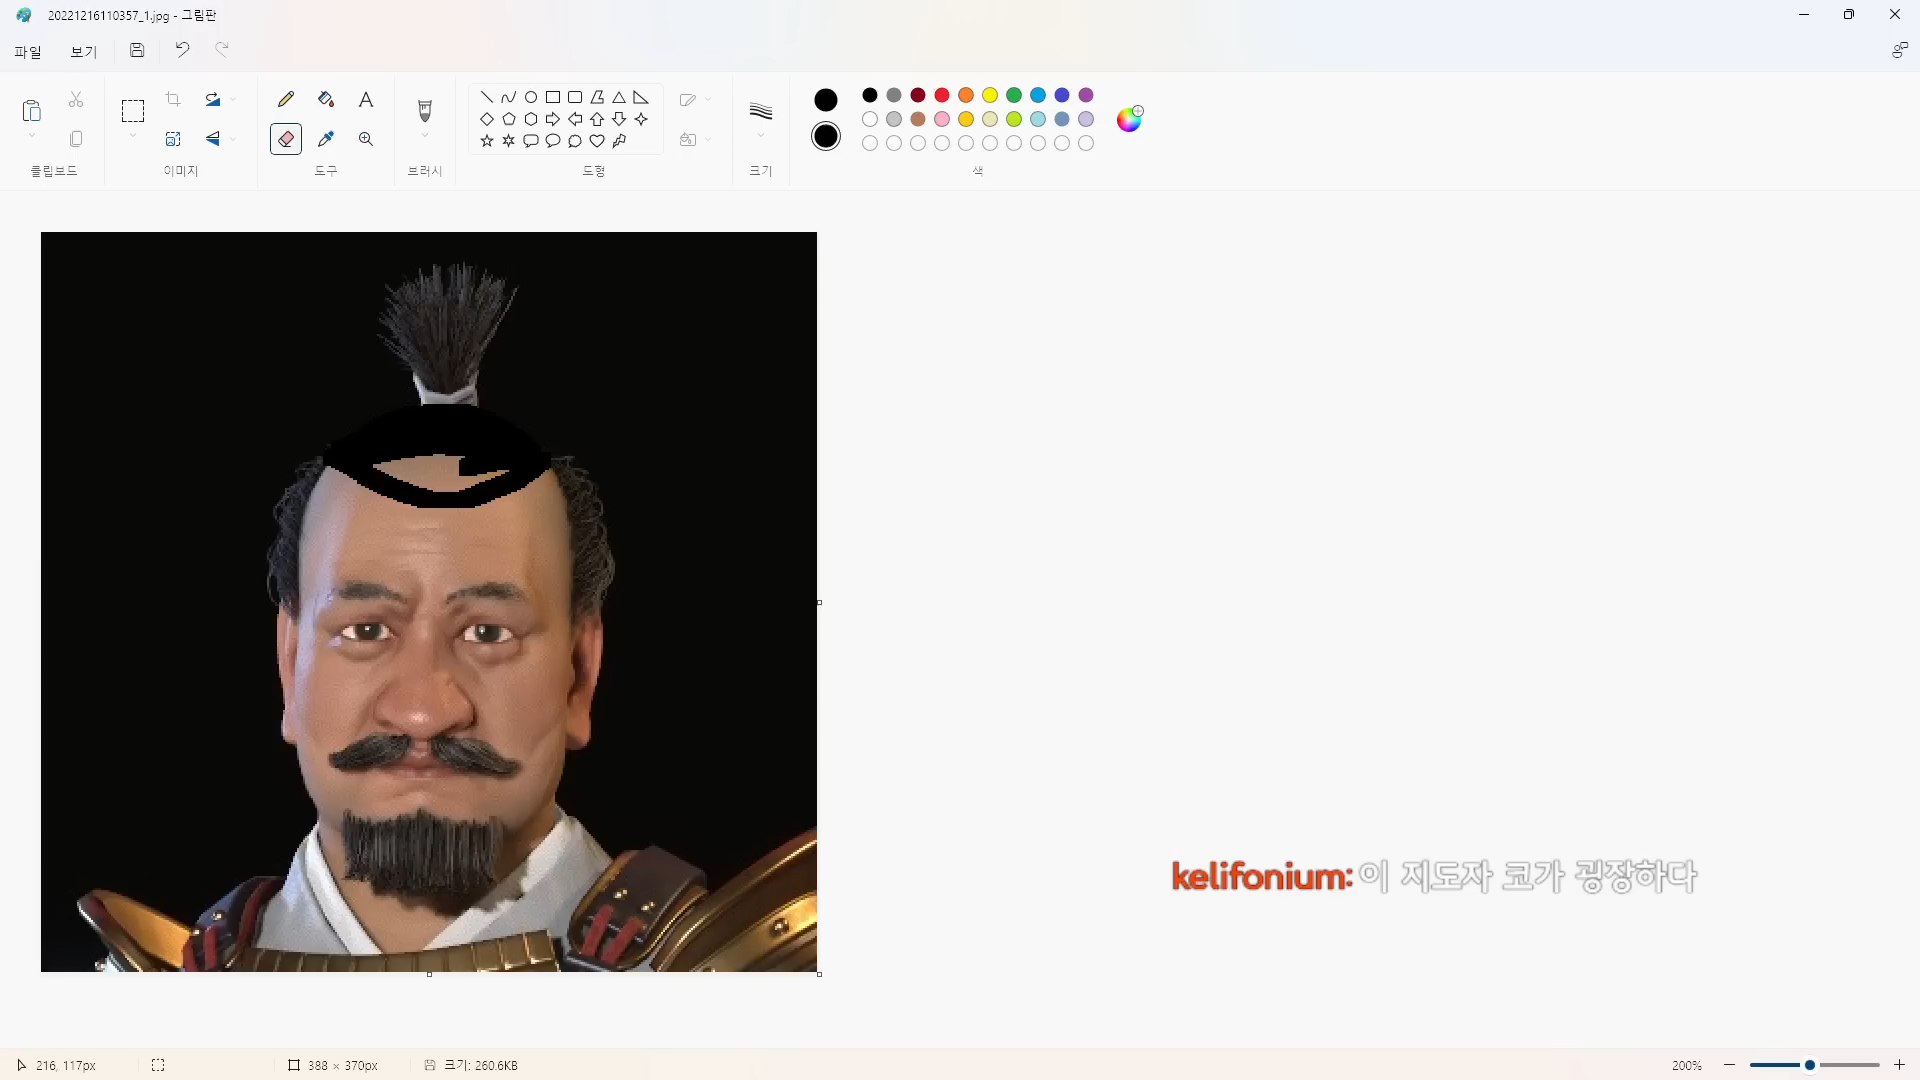 20221216110357_1.jpg - 그림판
파일 보기
클립보드 이미지 도구 브러시 도형 크기 색
kelifonium: 이 지도자 코가 굉장하다
216, 117px 388 × 370px 크기: 260.6KB 200%